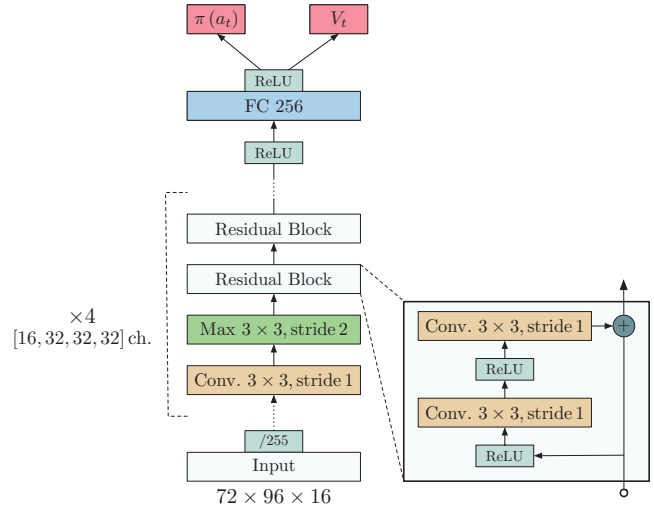 π(a_t)
V_t
ReLU
FC 256
ReLU
Residual Block
Residual Block
×4
[16, 32, 32, 32] ch.
Max 3 × 3, stride 2
Conv. 3 × 3, stride 1
/255
Input
72 × 96 × 16
Conv. 3 × 3, stride 1
+
ReLU
Conv. 3 × 3, stride 1
ReLU